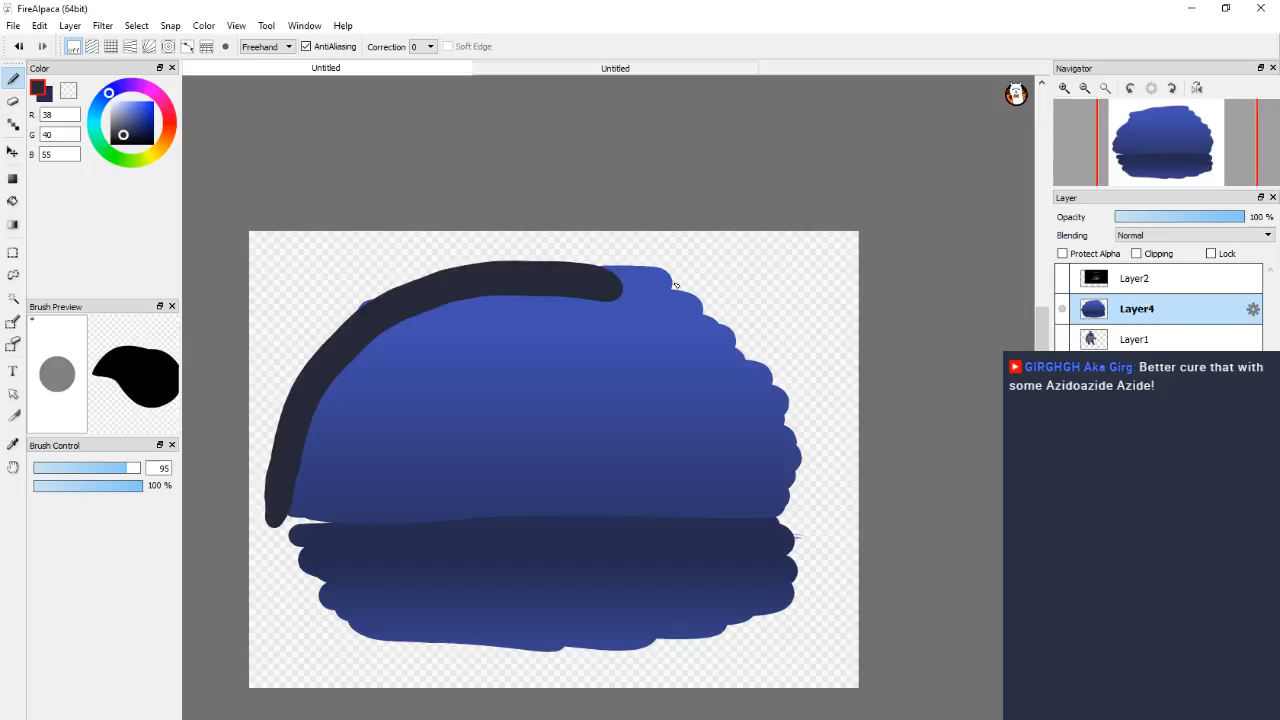 FireAlpaca (64bit)
File Edit Layer Filter Select Snap Color View Tool Window Help
off Freehand AntiAliasing Correction 0 Soft Edge
Color Untitled Untitled Navigator
R 38
G 40
B 55
Layer
Opacity 100 %
Blending Normal
Protect Alpha Clipping Lock
Layer2
Brush Preview Layer4
Layer1
GIRGHGH Aka Girg: Better cure that with
some Azidoazide Azide!
Brush Control
95
100 %